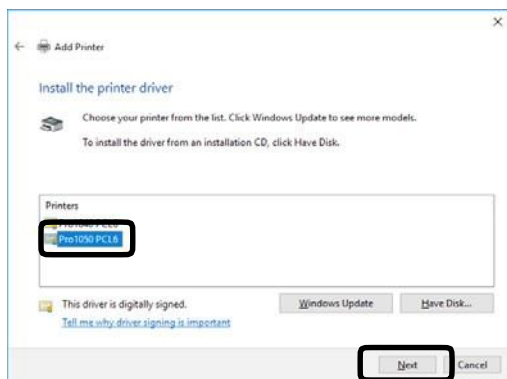 Add Printer
Install the printer driver
Choose your printer from the list. Click Windows Update to see more models.
To install the driver from an installation CD, click Have Disk.
Printers
Pro1040 PCL6
Pro1050 PCL6
This driver is digitally signed.
Windows Update
Have Disk...
Tell me why driver signing is important
Next
Cancel